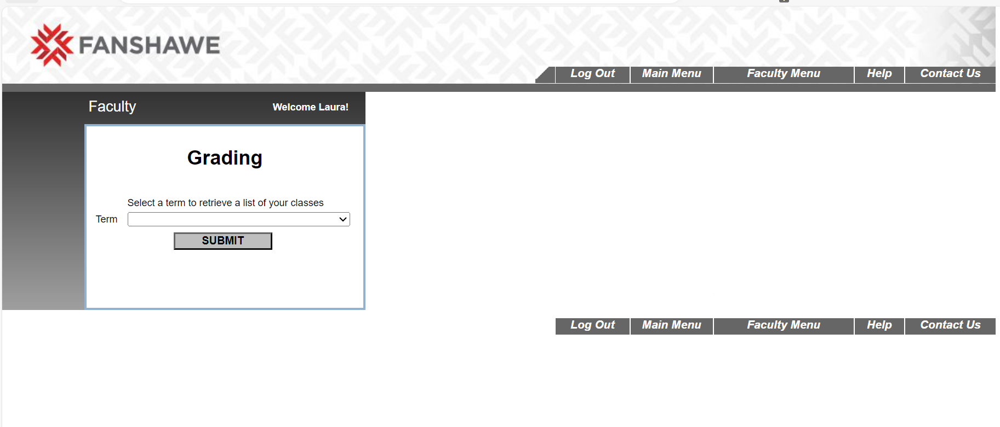 FANSHAWE
Log Out Main Menu Faculty Menu Help Contact Us
Faculty Welcome Laura!
Grading
Select a term to retrieve a list of your classes
Term
SUBMIT
Log Out Main Menu Faculty Menu Help Contact Us